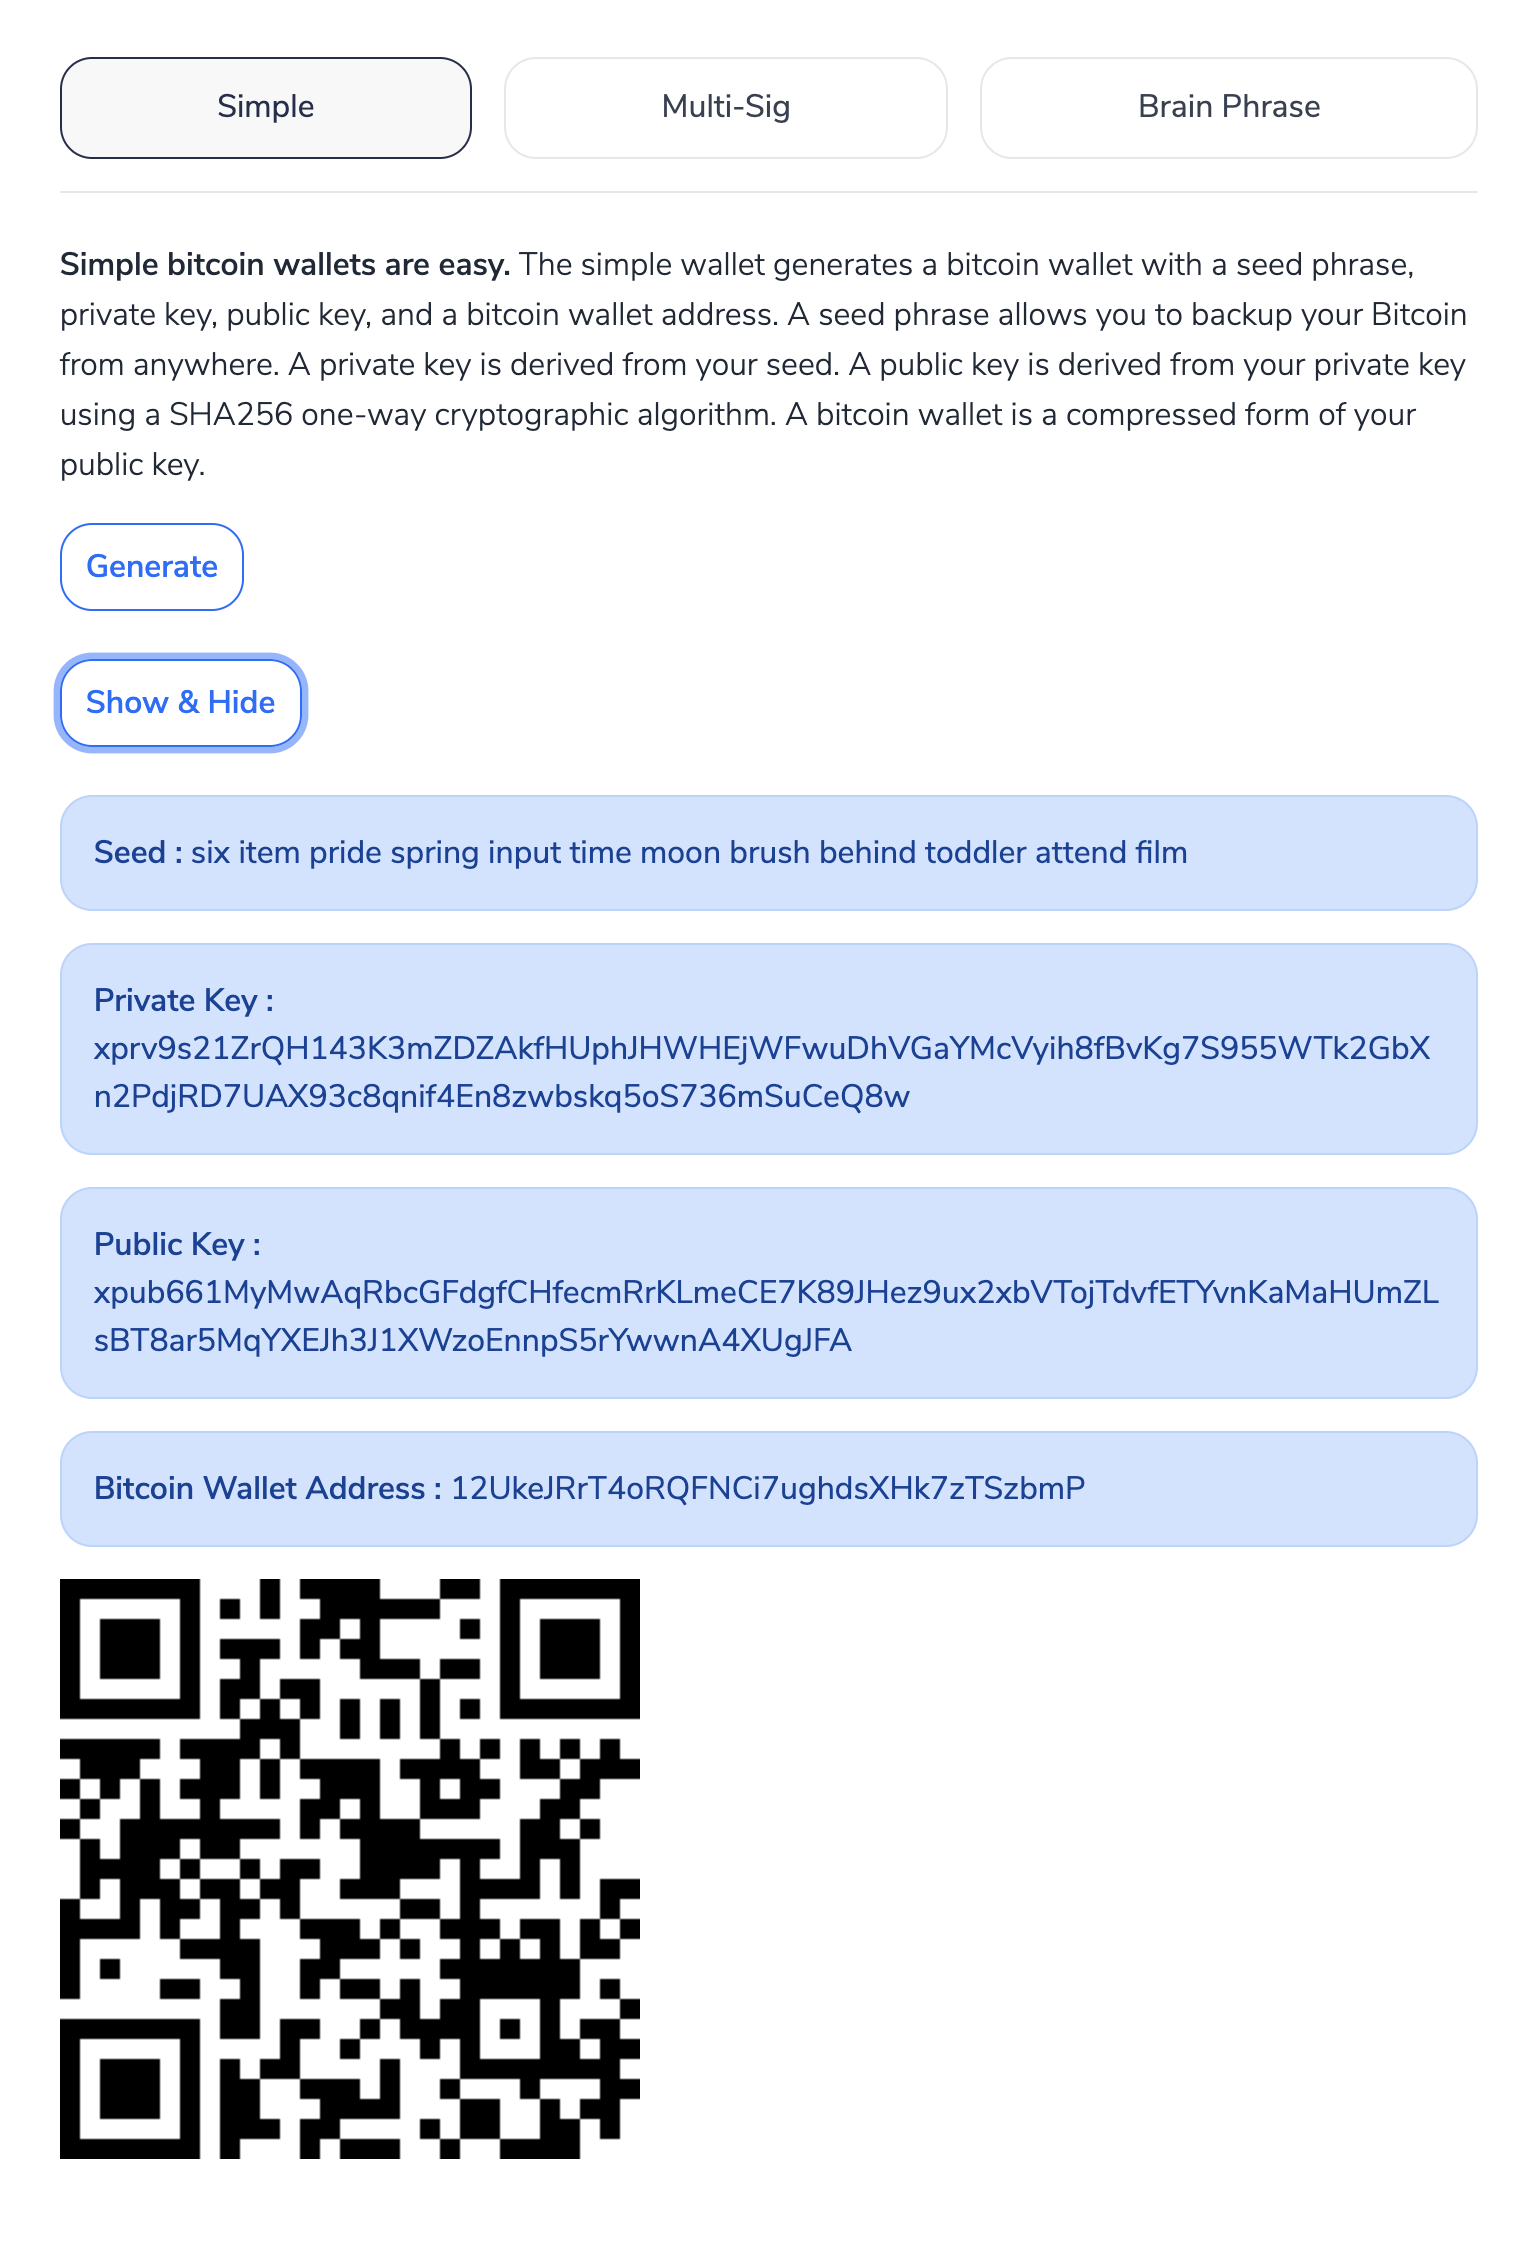 Simple
Multi-Sig
Brain Phrase
Simple bitcoin wallets are easy. The simple wallet generates a bitcoin wallet with a seed phrase,
private key, public key, and a bitcoin wallet address. A seed phrase allows you to backup your Bitcoin
from anywhere. A private key is derived from your seed. A public key is derived from your private key
using a SHA256 one-way cryptographic algorithm. A bitcoin wallet is a compressed form of your
public key.
Generate
Show & Hide
Seed : six item pride spring input time moon brush behind toddler attend film
Private Key :
xprv9s21ZrQH143K3mZDZAkfHUphJHWHEjWFwuDhVGaYMcVyih8fBvKg7S955WTk2GbX
n2PdjRD7UAX93c8qnif4En8zwbskq5oS736mSuCeQ8w
Public Key :
xpub661MyMwAqRbcGFdgfCHfecmRrKLmeCE7K89JHez9ux2xbVTojTdvfETYvnKaMaHUmZL
sBT8ar5MqYXEJh3J1XWzoEnnpS5rYwwnA4XUgJFA
Bitcoin Wallet Address : 12UkeJRrT4oRQFNCi7ughdsXHk7zTSzbmP